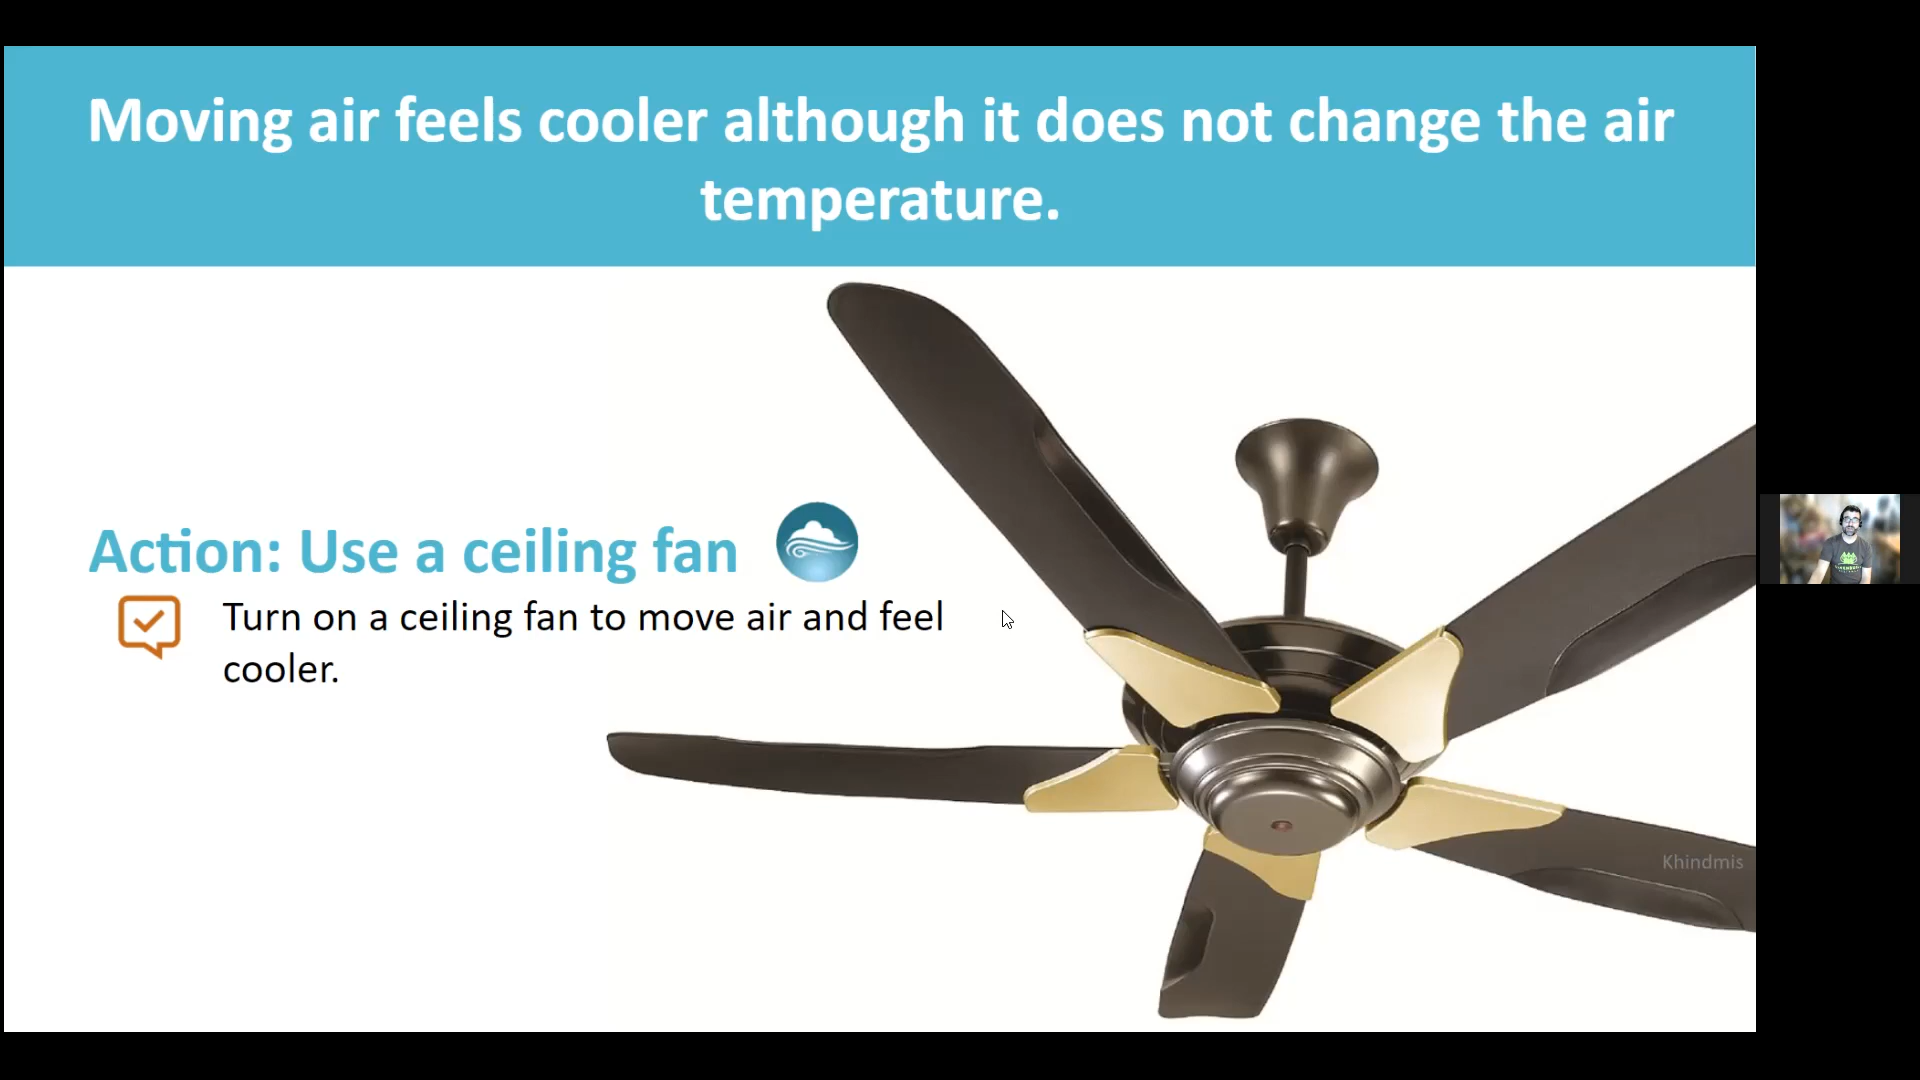 Moving air feels cooler although it does not change the air
temperature.
Action: Use a ceiling fan
Turn on a ceiling fan to move air and feel
cooler.
Khindmis